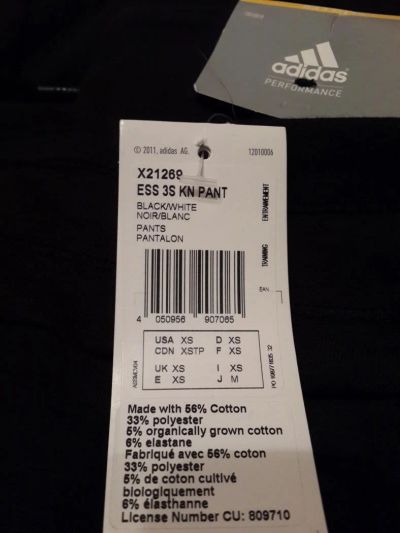 adidas
PERFORMANCE
© 2011, adidas AG.
12010006
X21269
ESS 3S KN PANT
BLACK/WHITE
NOIR/BLANC
PANTS
PANTALON
TRAINING ENTRAINEMENT
EAN
4 050956 907065
USA XS D XS
CDN XSTP F XS
UK XS I XS
E XS J M
Made with 56% Cotton
33% polyester
5% organically grown cotton
6% elastane
Fabriqué avec 56% coton
33% polyester
5% de coton cultivé
biologiquement
6% élasthanne
License Number CU: 809710